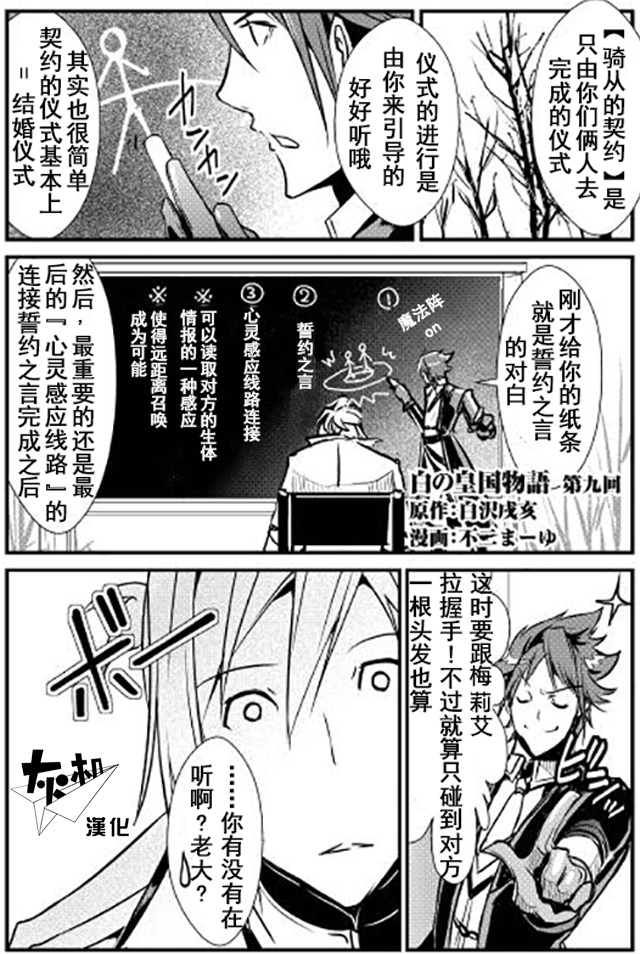 【骑从的契约】是
只由你们俩人去
完成的仪式
仪式的进行是
由你来引导的
好好听哦
カッ
カッ
其实也很简单
契约的仪式基本上
=结婚仪式
刚才给你的纸条
就是誓约之言
的对白
①
魔法阵
on
②
誓约之言
③
心灵感应线路连接
※
可以读取对方的生体
情报的一种感应
※
使得远距离召唤
成为可能
然后，最重要的还是最
后的『心灵感应线路』的
连接誓约之言完成之后
白の皇国物語 第九回
原作：白沢戌亥
漫画：不二まーゆ
这时要跟梅莉艾
拉握手！不过就算只碰到对方
一根头发也算
ビシッ
ボー
……你有没有在
听啊？老大？
灰机
漢化